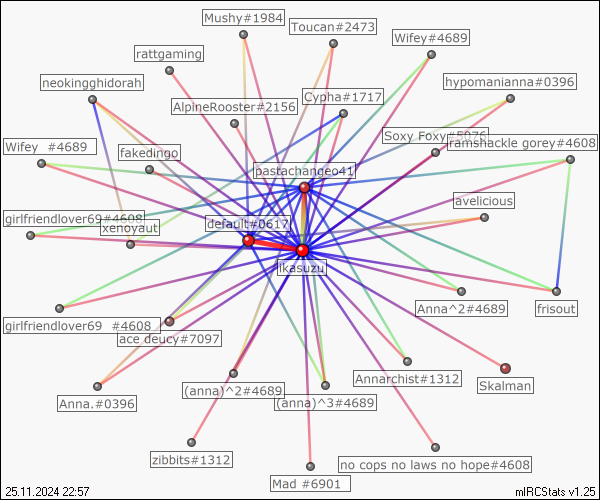 Mushy#1984
Toucan#2473
Wifey#4689
rattgaming
neokingghidorah
hypomanianna#0396
Cypha#1717
AlpineRooster#2156
Soxy Foxy#5076
ramshackle gorey#4608
Wifey  #4689
fakedingo
pastachangeo41
avelicious
girlfriendlover69#4608
xenoyaut
default#0617
ikasuzu
Anna^2#4689
frisout
girlfriendlover69  #4608
ace deucy#7097
Annarchist#1312
Skalman
(anna)^2#4689
(anna)^3#4689
Anna.#0396
zibbits#1312
no cops no laws no hope#4608
Mad #6901
25.11.2024 22:57
mIRCStats v1.25